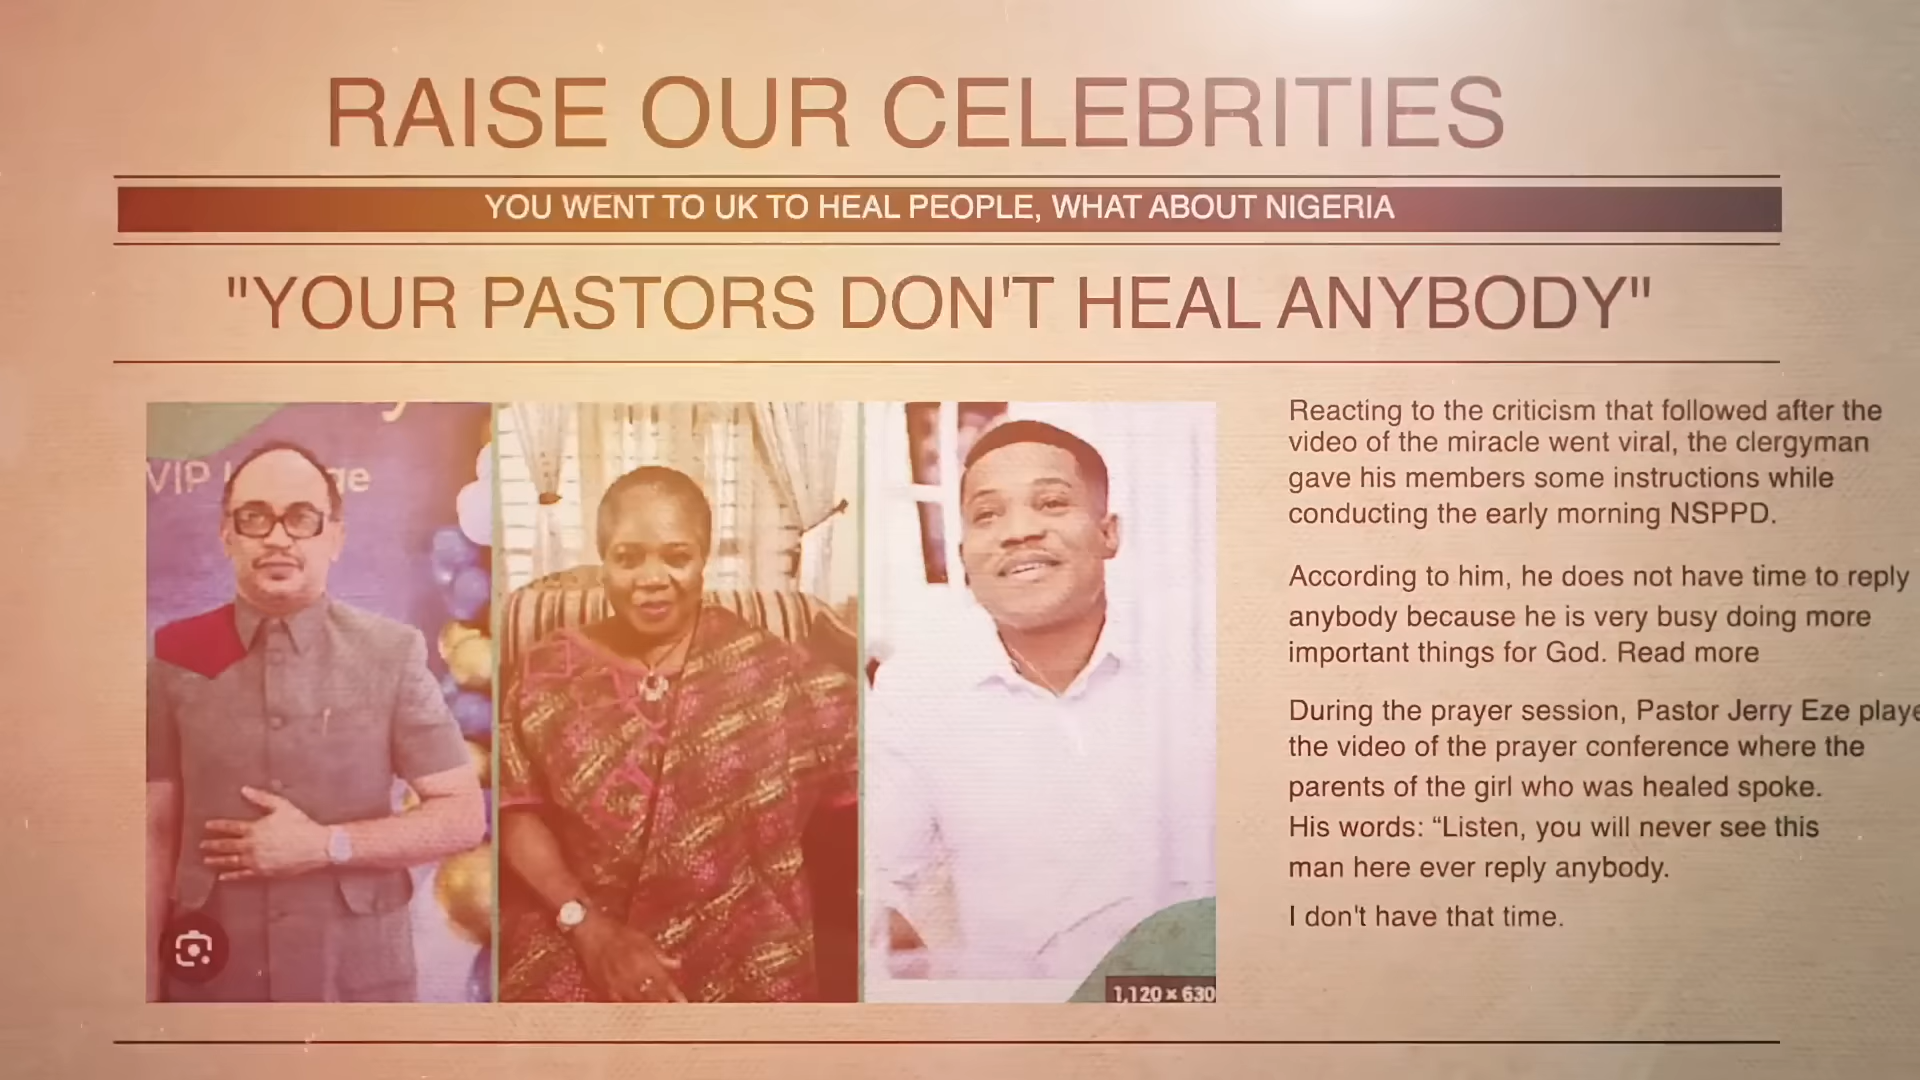 RAISE OUR CELEBRITIES
YOU WENT TO UK TO HEAL PEOPLE, WHAT ABOUT NIGERIA
"YOUR PASTORS DON'T HEAL ANYBODY"
VIP
1,120 × 630
Reacting to the criticism that followed after the
video of the miracle went viral, the clergyman
gave his members some instructions while
conducting the early morning NSPPD.
According to him, he does not have time to reply
anybody because he is very busy doing more
important things for God. Read more
During the prayer session, Pastor Jerry Eze playe
the video of the prayer conference where the
parents of the girl who was healed spoke.
His words: “Listen, you will never see this
man here ever reply anybody.
I don't have that time.